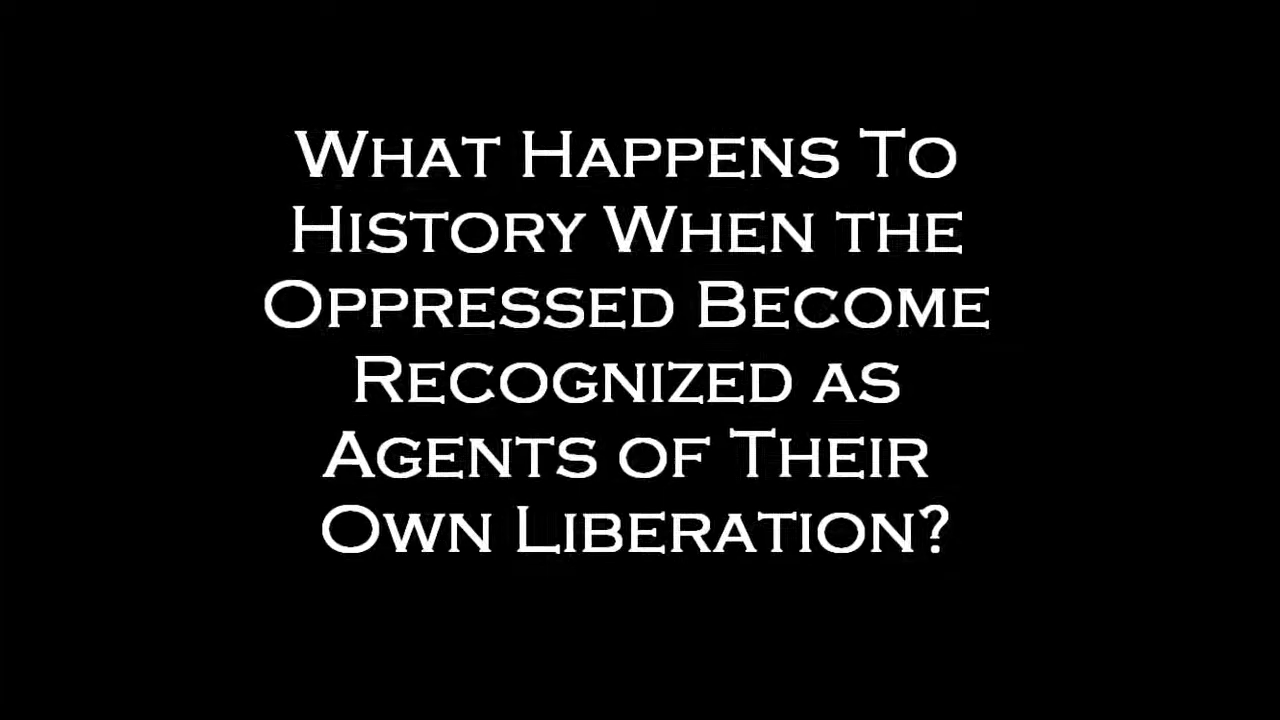 What Happens To
History When the
Oppressed Become
Recognized as
Agents of Their
Own Liberation?